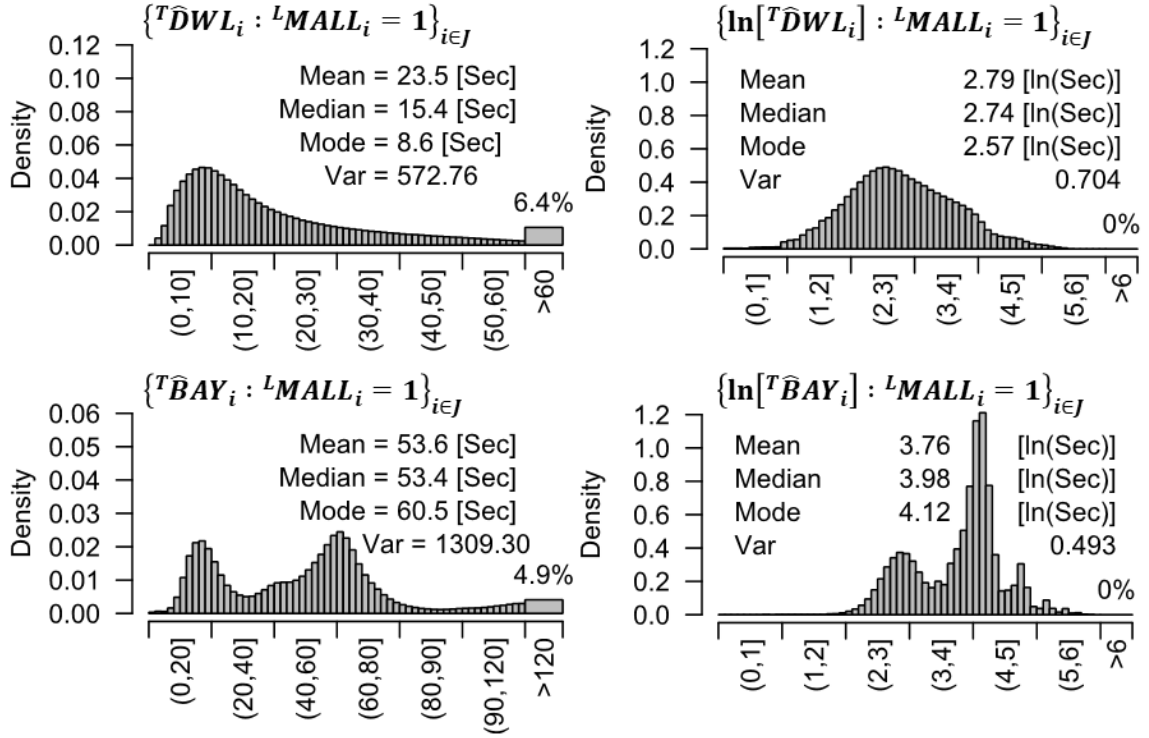 {ᵀD̂WLᵢ : ᴸMALLᵢ = 1}i∈J
0.12
0.10
0.08
0.06
0.04
0.02
0.00
Density
Mean = 23.5 [Sec]
Median = 15.4 [Sec]
Mode = 8.6 [Sec]
Var = 572.76
6.4%
(0,10]
(10,20]
(20,30]
(30,40]
(40,50]
(50,60]
>60
{ln[ᵀD̂WLᵢ] : ᴸMALLᵢ = 1}i∈J
1.2
1.0
0.8
0.6
0.4
0.2
0.0
Density
Mean 2.79 [ln(Sec)]
Median 2.74 [ln(Sec)]
Mode 2.57 [ln(Sec)]
Var 0.704
0%
(0,1]
(1,2]
(2,3]
(3,4]
(4,5]
(5,6]
>6
{ᵀB̂AYᵢ : ᴸMALLᵢ = 1}i∈J
0.06
0.05
0.04
0.03
0.02
0.01
0.00
Density
Mean = 53.6 [Sec]
Median = 53.4 [Sec]
Mode = 60.5 [Sec]
Var = 1309.30
4.9%
(0,20]
(20,40]
(40,60]
(60,80]
(80,90]
(90,120]
>120
{ln[ᵀB̂AYᵢ] : ᴸMALLᵢ = 1}i∈J
1.2
1.0
0.8
0.6
0.4
0.2
0.0
Density
Mean 3.76 [ln(Sec)]
Median 3.98 [ln(Sec)]
Mode 4.12 [ln(Sec)]
Var 0.493
0%
(0,1]
(1,2]
(2,3]
(3,4]
(4,5]
(5,6]
>6